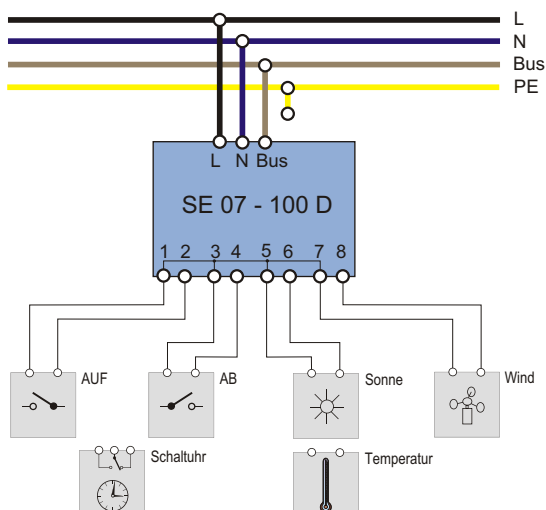 L
N
Bus
PE
L N Bus
SE 07 - 100 D
1 2 3 4 5 6 7 8
AUF
AB
Sonne
Wind
Schaltuhr
Temperatur